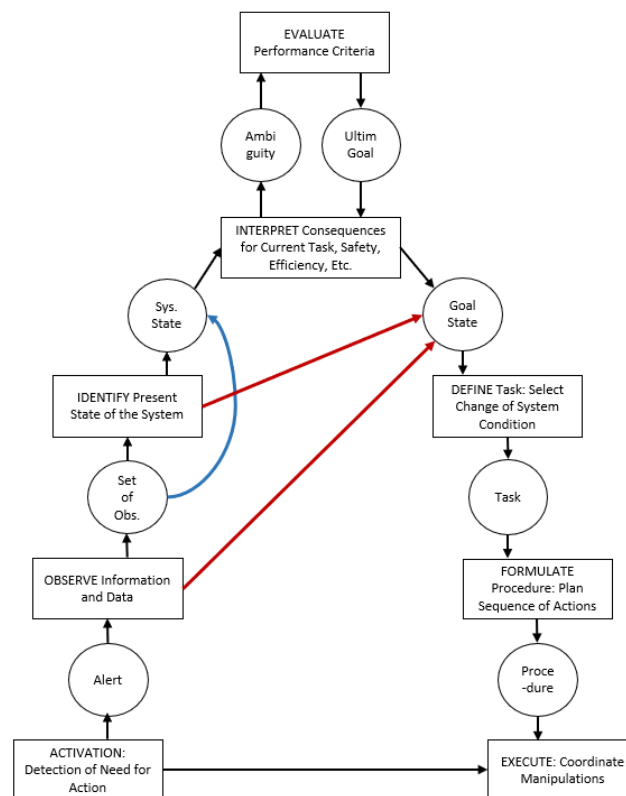 EVALUATE
Performance Criteria
Ambi
guity
Ultim
Goal
INTERPRET Consequences
for Current Task, Safety,
Efficiency, Etc.
Sys.
State
Goal
State
IDENTIFY Present
State of the System
DEFINE Task: Select
Change of System
Condition
Set
of
Obs.
Task
OBSERVE Information
and Data
FORMULATE
Procedure: Plan
Sequence of Actions
Alert
Proce
-dure
ACTIVATION:
Detection of Need for
Action
EXECUTE: Coordinate
Manipulations